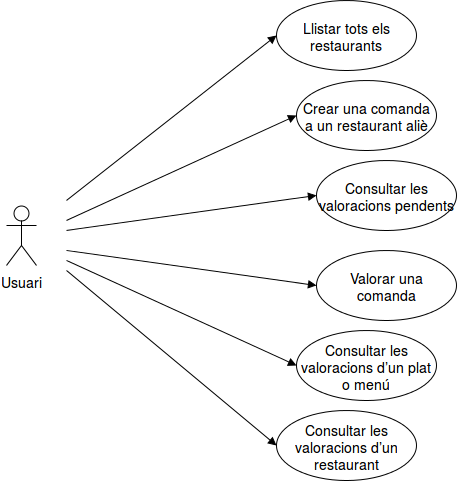 Llistar tots els
restaurants
Crear una comanda
a un restaurant aliè
Consultar les
valoracions pendents
Usuari
Valorar una
comanda
Consultar les
valoracions d'un plat
o menú
Consultar les
valoracions d'un
restaurant